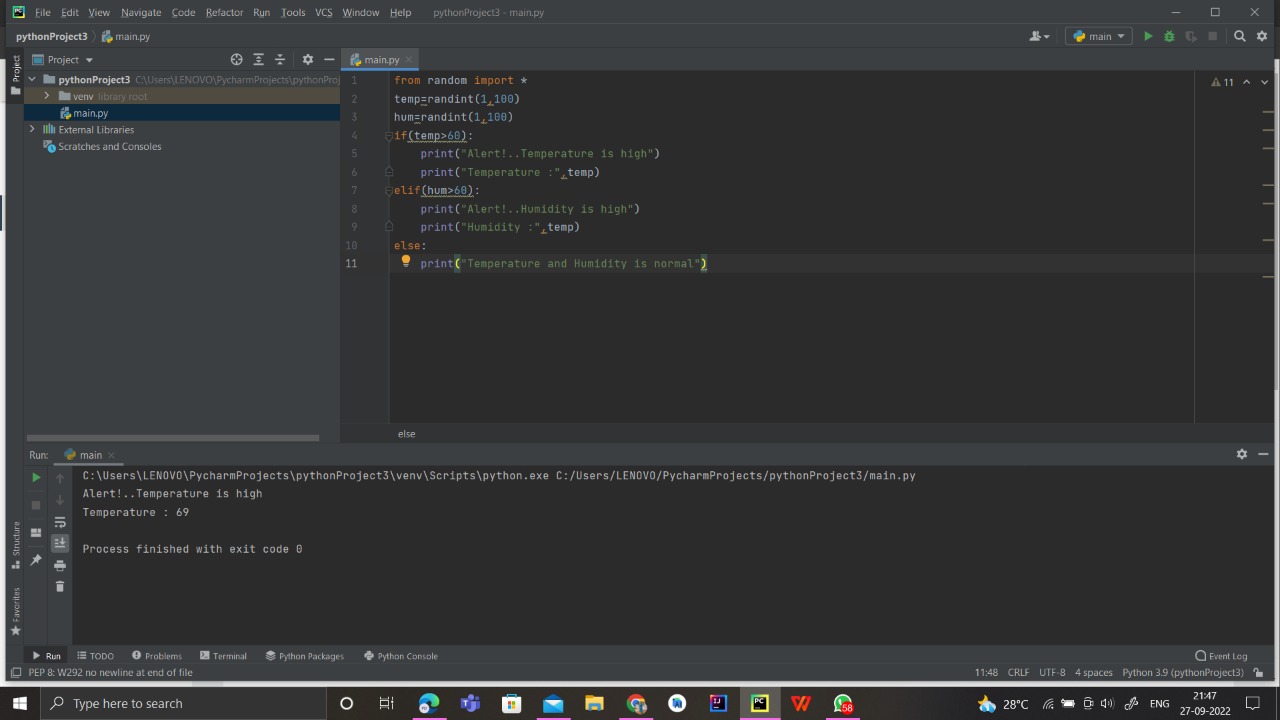 PC File Edit View Navigate Code Refactor Run Tools VCS Window Help pythonProject3 - main.py
pythonProject3 main.py main
Project main.py
Project
pythonProject3 C:\Users\LENOVO\PycharmProjects\pythonProj
venv library root
main.py
External Libraries
Scratches and Consoles
11
1 from random import *
2 temp=randint(1,100)
3 hum=randint(1,100)
4 if(temp>60):
5 print("Alert!..Temperature is high")
6 print("Temperature :",temp)
7 elif(hum>60):
8 print("Alert!..Humidity is high")
9 print("Humidity :",temp)
10 else:
11 print("Temperature and Humidity is normal")
else
Run: main
C:\Users\LENOVO\PycharmProjects\pythonProject3\venv\Scripts\python.exe C:/Users/LENOVO/PycharmProjects/pythonProject3/main.py
Alert!..Temperature is high
Temperature : 69
Process finished with exit code 0
Structure
Favorites
Run TODO Problems Terminal Python Packages Python Console Event Log
PEP 8: W292 no newline at end of file 11:48 CRLF UTF-8 4 spaces Python 3.9 (pythonProject3)
Type here to search IJ PC W 58 28°C ENG 21:47
27-09-2022